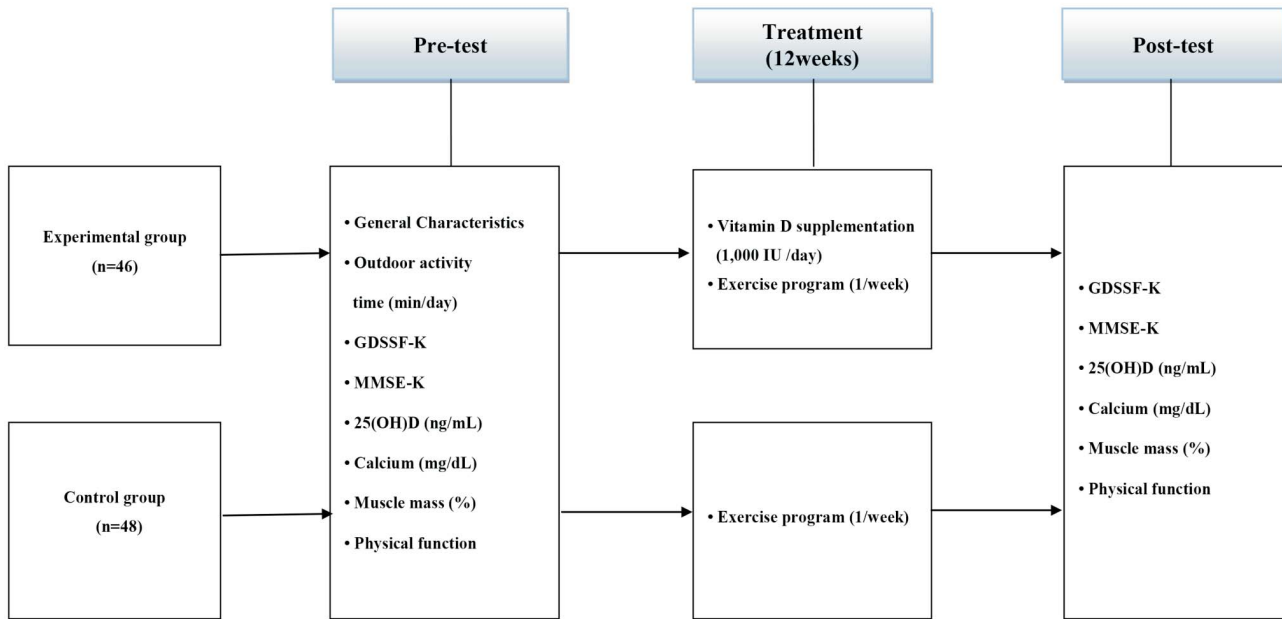 Pre-test
Treatment
(12weeks)
Post-test
Experimental group
(n=46)
Control group
(n=48)
• General Characteristics
• Outdoor activity
time (min/day)
• GDSSF-K
• MMSE-K
• 25(OH)D (ng/mL)
• Calcium (mg/dL)
• Muscle mass (%)
• Physical function
• Vitamin D supplementation
(1,000 IU /day)
• Exercise program (1/week)
• Exercise program (1/week)
• GDSSF-K
• MMSE-K
• 25(OH)D (ng/mL)
• Calcium (mg/dL)
• Muscle mass (%)
• Physical function